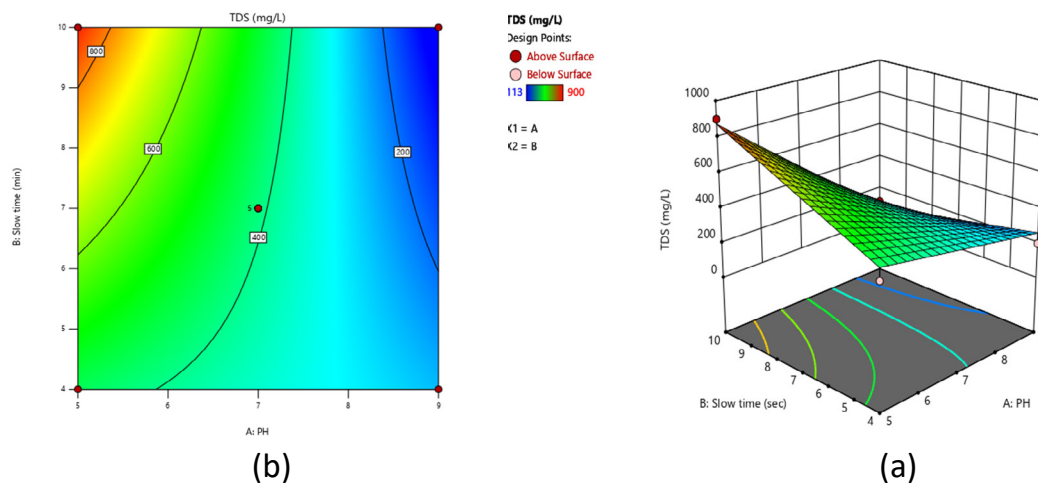 TDS (mg/L)
10
9
8
7
6
5
4
B: Slow time (min)
800
600
400
200
5
5
6
7
8
9
A: PH
(b)
TDS (mg/L)
Design Points:
Above Surface
Below Surface
113 900
X1 = A
X2 = B
1000
800
600
400
200
0
TDS (mg/L)
10
9
8
7
6
5
4
B: Slow time (sec)
5
6
7
8
A: PH
(a)